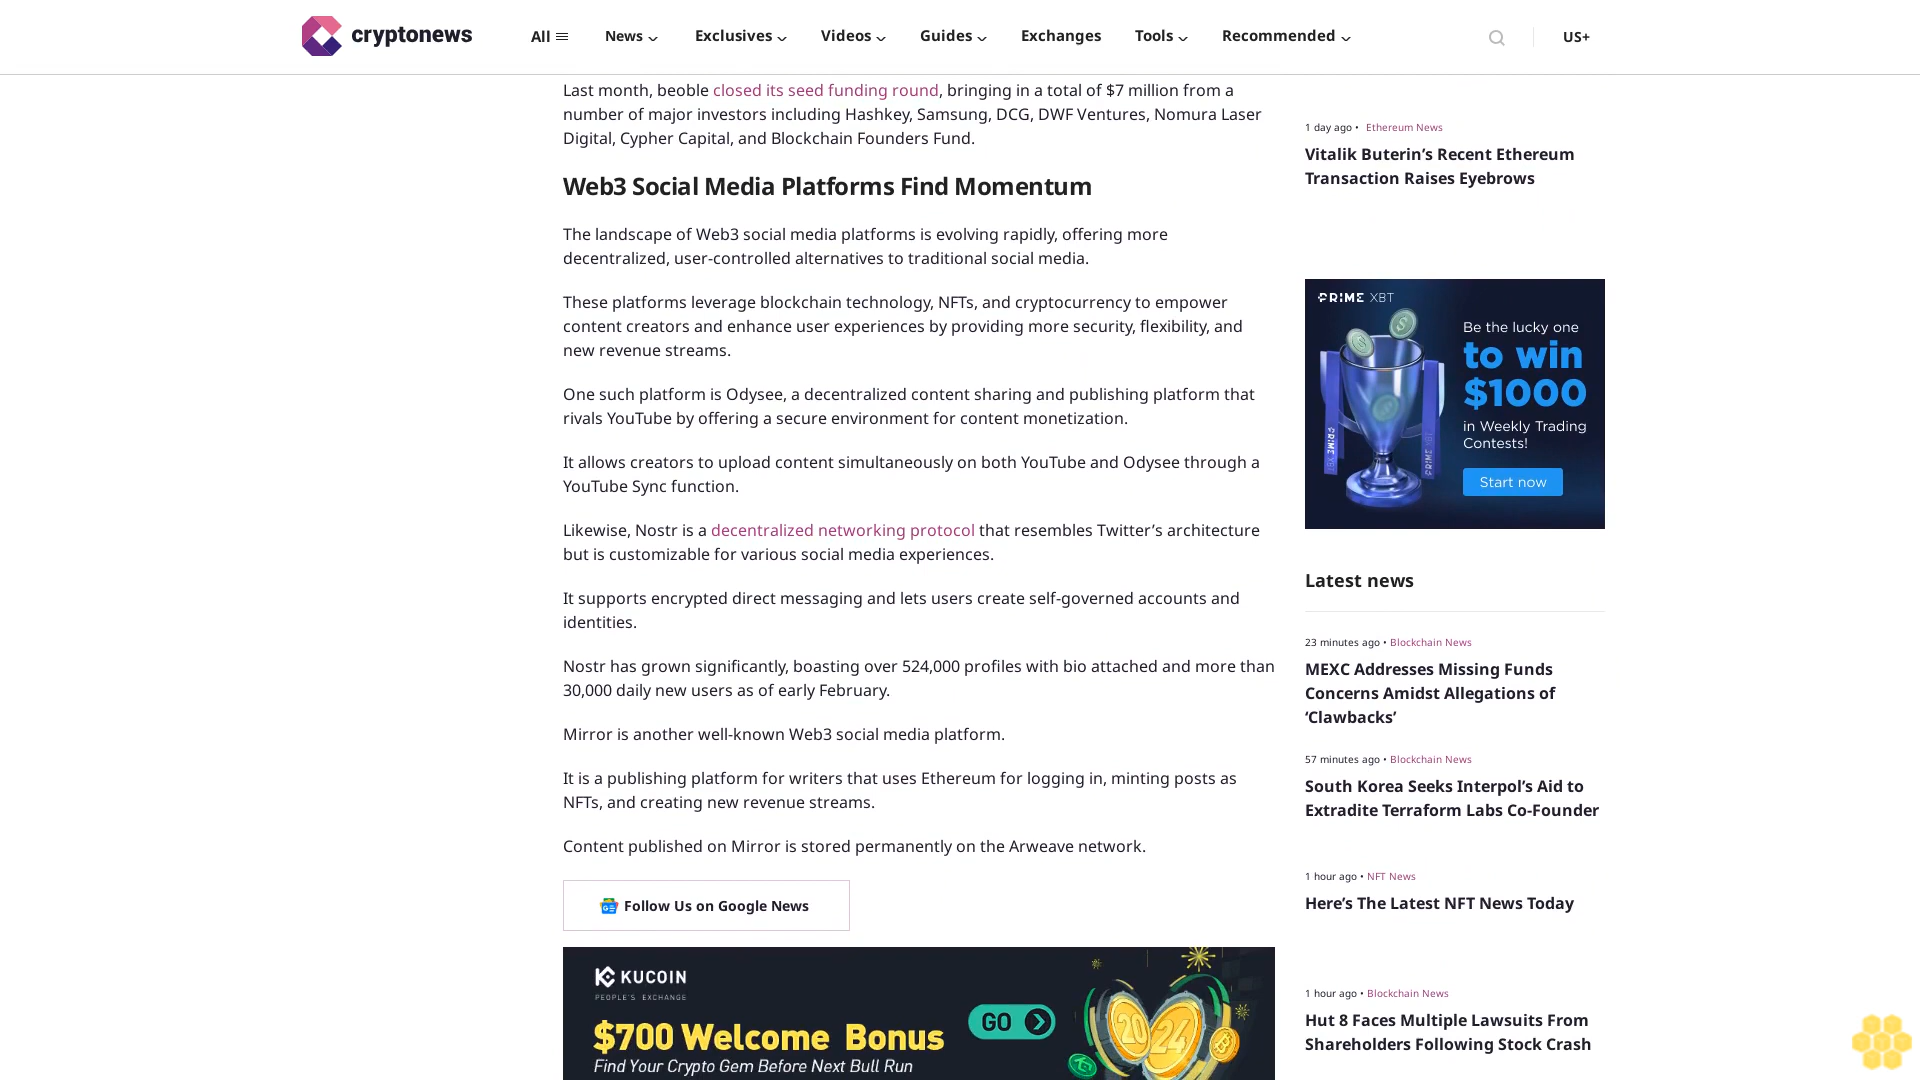 cryptonews
All
News
Exclusives
Videos
Guides
Exchanges
Tools
Recommended
US+
Last month, beoble closed its seed funding round, bringing in a total of $7 million from a
number of major investors including Hashkey, Samsung, DCG, DWF Ventures, Nomura Laser
Digital, Cypher Capital, and Blockchain Founders Fund.
Web3 Social Media Platforms Find Momentum
The landscape of Web3 social media platforms is evolving rapidly, offering more
decentralized, user-controlled alternatives to traditional social media.
These platforms leverage blockchain technology, NFTs, and cryptocurrency to empower
content creators and enhance user experiences by providing more security, flexibility, and
new revenue streams.
One such platform is Odysee, a decentralized content sharing and publishing platform that
rivals YouTube by offering a secure environment for content monetization.
It allows creators to upload content simultaneously on both YouTube and Odysee through a
YouTube Sync function.
Likewise, Nostr is a decentralized networking protocol that resembles Twitter’s architecture
but is customizable for various social media experiences.
It supports encrypted direct messaging and lets users create self-governed accounts and
identities.
Nostr has grown significantly, boasting over 524,000 profiles with bio attached and more than
30,000 daily new users as of early February.
Mirror is another well-known Web3 social media platform.
It is a publishing platform for writers that uses Ethereum for logging in, minting posts as
NFTs, and creating new revenue streams.
Content published on Mirror is stored permanently on the Arweave network.
Follow Us on Google News
KUCOIN
PEOPLE'S EXCHANGE
$700 Welcome Bonus
Find Your Crypto Gem Before Next Bull Run
GO
20
24
1 day ago • Ethereum News
Vitalik Buterin’s Recent Ethereum
Transaction Raises Eyebrows
PRIME XBT
Be the lucky one
to win
$1000
in Weekly Trading
Contests!
Start now
PRIME XBT
PRIME XBT
Latest news
23 minutes ago • Blockchain News
MEXC Addresses Missing Funds
Concerns Amidst Allegations of
‘Clawbacks’
57 minutes ago • Blockchain News
South Korea Seeks Interpol’s Aid to
Extradite Terraform Labs Co-Founder
1 hour ago • NFT News
Here’s The Latest NFT News Today
1 hour ago • Blockchain News
Hut 8 Faces Multiple Lawsuits From
Shareholders Following Stock Crash